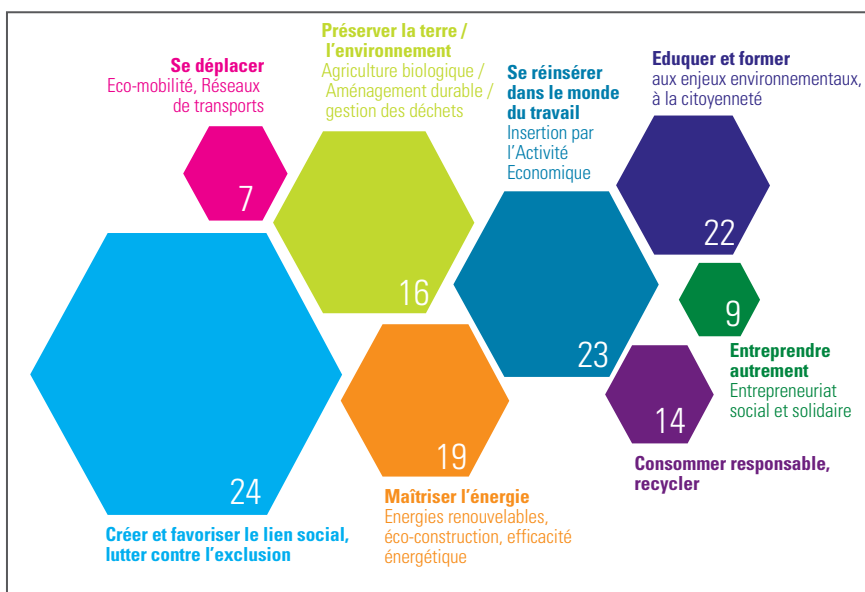 Se déplacer
Eco-mobilité, Réseaux
de transports
7
Préserver la terre /
l'environnement
Agriculture biologique /
Aménagement durable /
gestion des déchets
16
Se réinsérer
dans le monde
du travail
Insertion par
l'Activité
Economique
23
Eduquer et former
aux enjeux environnementaux,
à la citoyenneté
22
9
Entreprendre
autrement
Entrepreneuriat
social et solidaire
14
Consommer responsable,
recycler
19
Maîtriser l'énergie
Energies renouvelables,
éco-construction, efficacité
énergétique
24
Créer et favoriser le lien social,
lutter contre l'exclusion